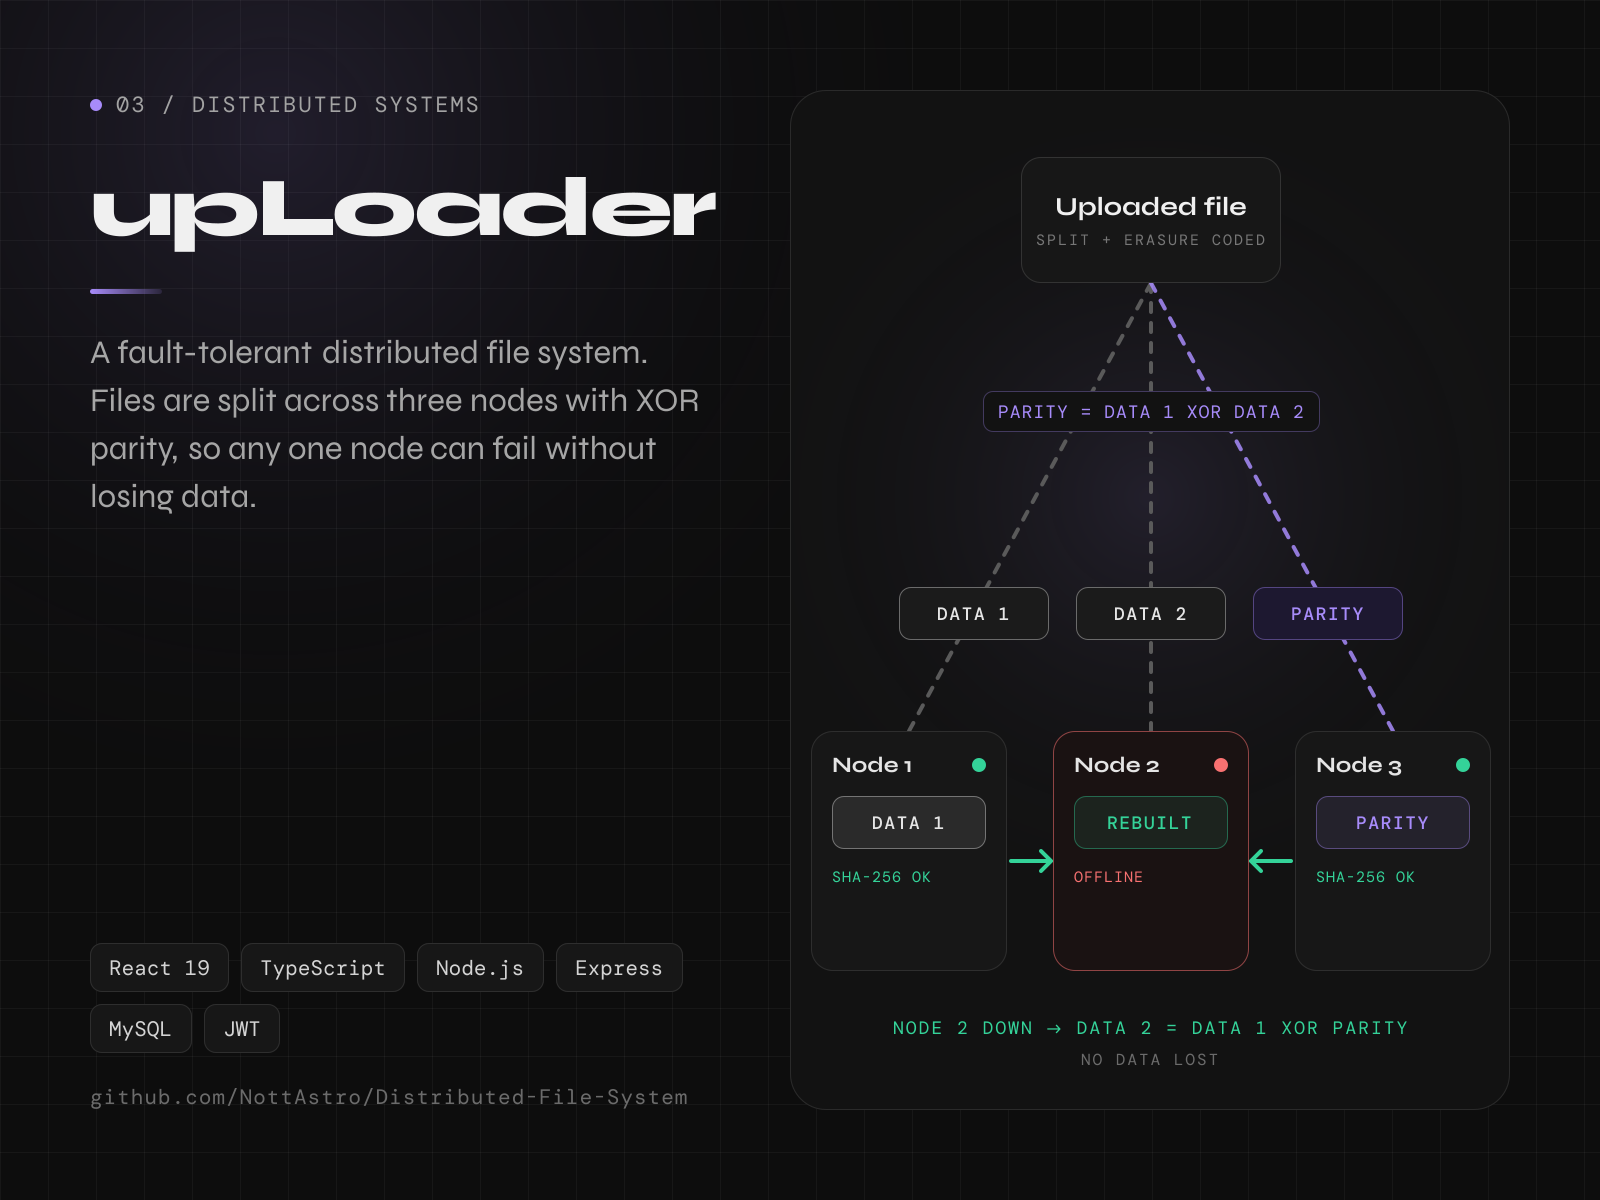 03 / DISTRIBUTED SYSTEMS
upLoader
A fault-tolerant distributed file system.
Files are split across three nodes with XOR
parity, so any one node can fail without
losing data.
React 19
TypeScript
Node.js
Express
MySQL
JWT
github.com/NottAstro/Distributed-File-System
Uploaded file
SPLIT + ERASURE CODED
PARITY = DATA 1 XOR DATA 2
DATA 1
DATA 2
PARITY
Node 1
DATA 1
SHA-256 OK
Node 2
REBUILT
OFFLINE
Node 3
PARITY
SHA-256 OK
NODE 2 DOWN → DATA 2 = DATA 1 XOR PARITY
NO DATA LOST